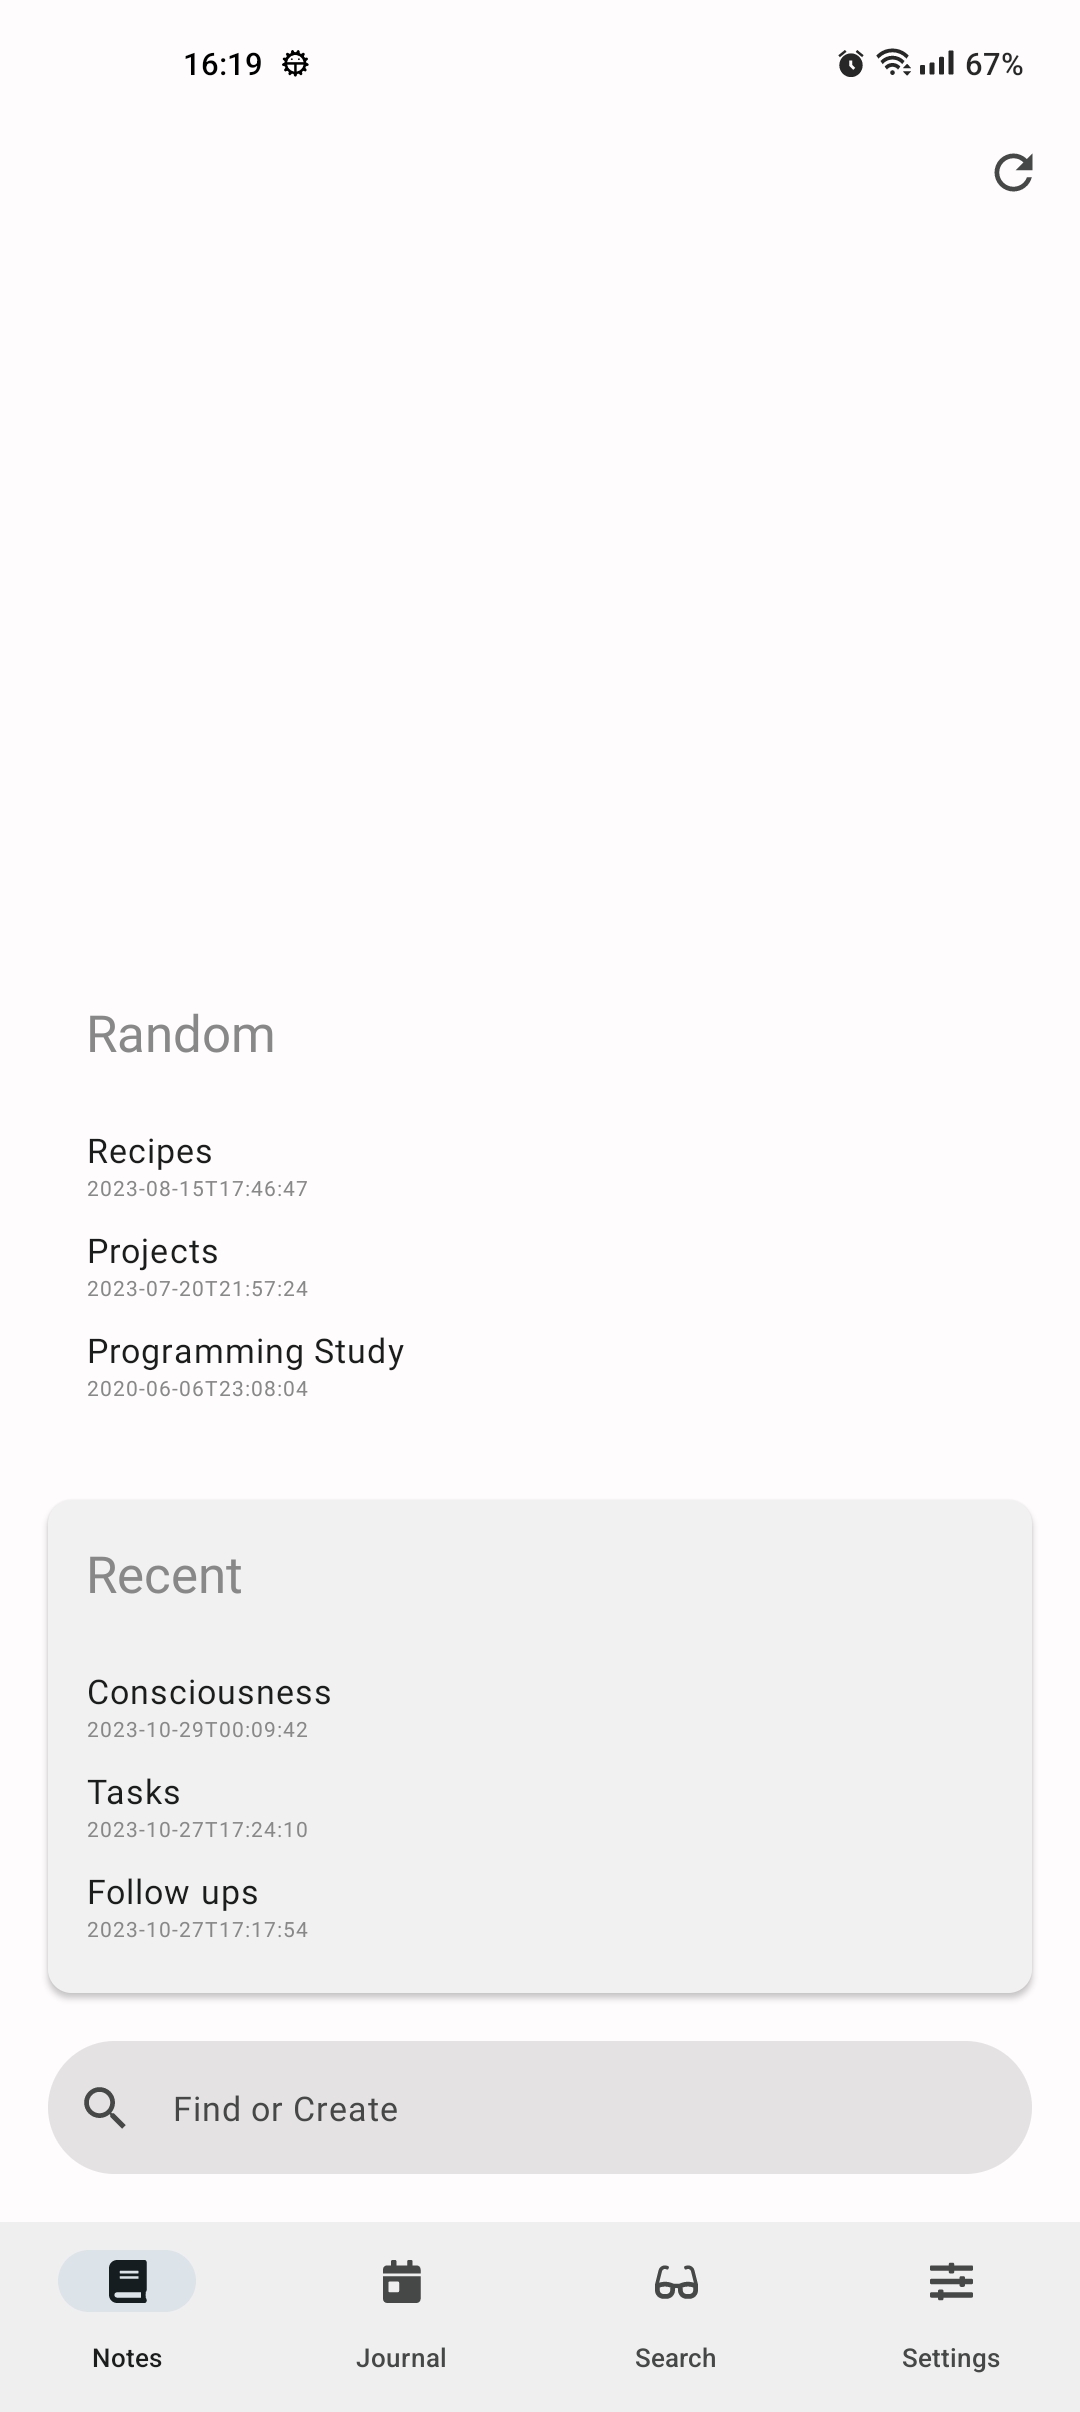 16:19
67%
Random
Recipes
2023-08-15T17:46:47
Projects
2023-07-20T21:57:24
Programming Study
2020-06-06T23:08:04
Recent
Consciousness
2023-10-29T00:09:42
Tasks
2023-10-27T17:24:10
Follow ups
2023-10-27T17:17:54
Find or Create
Notes
Journal
Search
Settings